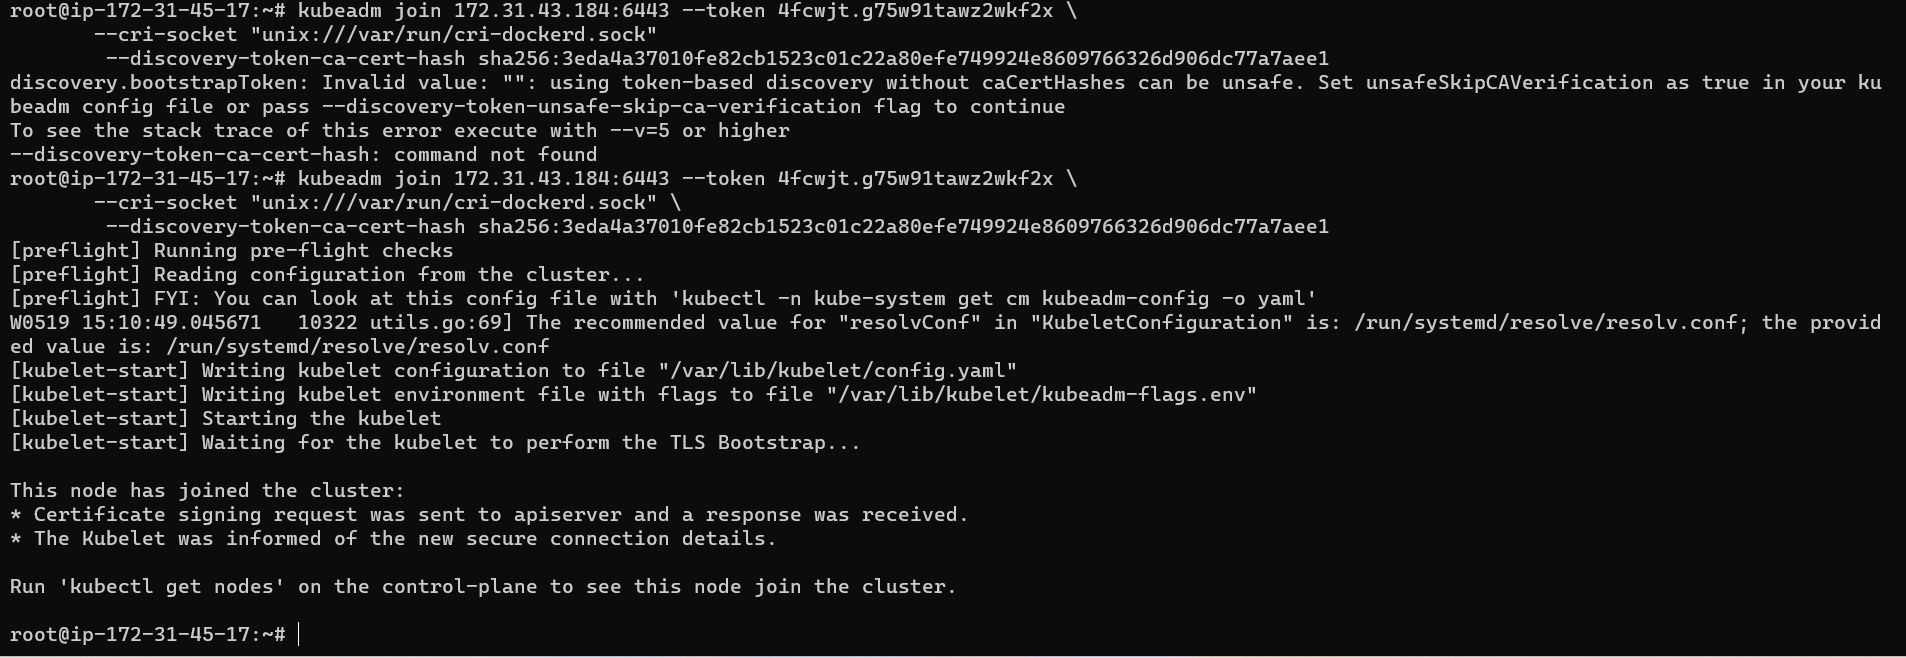 root@ip-172-31-45-17:~# kubeadm join 172.31.43.184:6443 --token 4fcwjt.g75w91tawz2wkf2x \
       --cri-socket "unix:///var/run/cri-dockerd.sock"
        --discovery-token-ca-cert-hash sha256:3eda4a37010fe82cb1523c01c22a80efe749924e8609766326d906dc77a7aee1
discovery.bootstrapToken: Invalid value: "": using token-based discovery without caCertHashes can be unsafe. Set unsafeSkipCAVerification as true in your ku
beadm config file or pass --discovery-token-unsafe-skip-ca-verification flag to continue
To see the stack trace of this error execute with --v=5 or higher
--discovery-token-ca-cert-hash: command not found
root@ip-172-31-45-17:~# kubeadm join 172.31.43.184:6443 --token 4fcwjt.g75w91tawz2wkf2x \
       --cri-socket "unix:///var/run/cri-dockerd.sock" \
        --discovery-token-ca-cert-hash sha256:3eda4a37010fe82cb1523c01c22a80efe749924e8609766326d906dc77a7aee1
[preflight] Running pre-flight checks
[preflight] Reading configuration from the cluster...
[preflight] FYI: You can look at this config file with 'kubectl -n kube-system get cm kubeadm-config -o yaml'
W0519 15:10:49.045671   10322 utils.go:69] The recommended value for "resolvConf" in "KubeletConfiguration" is: /run/systemd/resolve/resolv.conf; the provid
ed value is: /run/systemd/resolve/resolv.conf
[kubelet-start] Writing kubelet configuration to file "/var/lib/kubelet/config.yaml"
[kubelet-start] Writing kubelet environment file with flags to file "/var/lib/kubelet/kubeadm-flags.env"
[kubelet-start] Starting the kubelet
[kubelet-start] Waiting for the kubelet to perform the TLS Bootstrap...

This node has joined the cluster:
* Certificate signing request was sent to apiserver and a response was received.
* The Kubelet was informed of the new secure connection details.

Run 'kubectl get nodes' on the control-plane to see this node join the cluster.

root@ip-172-31-45-17:~#